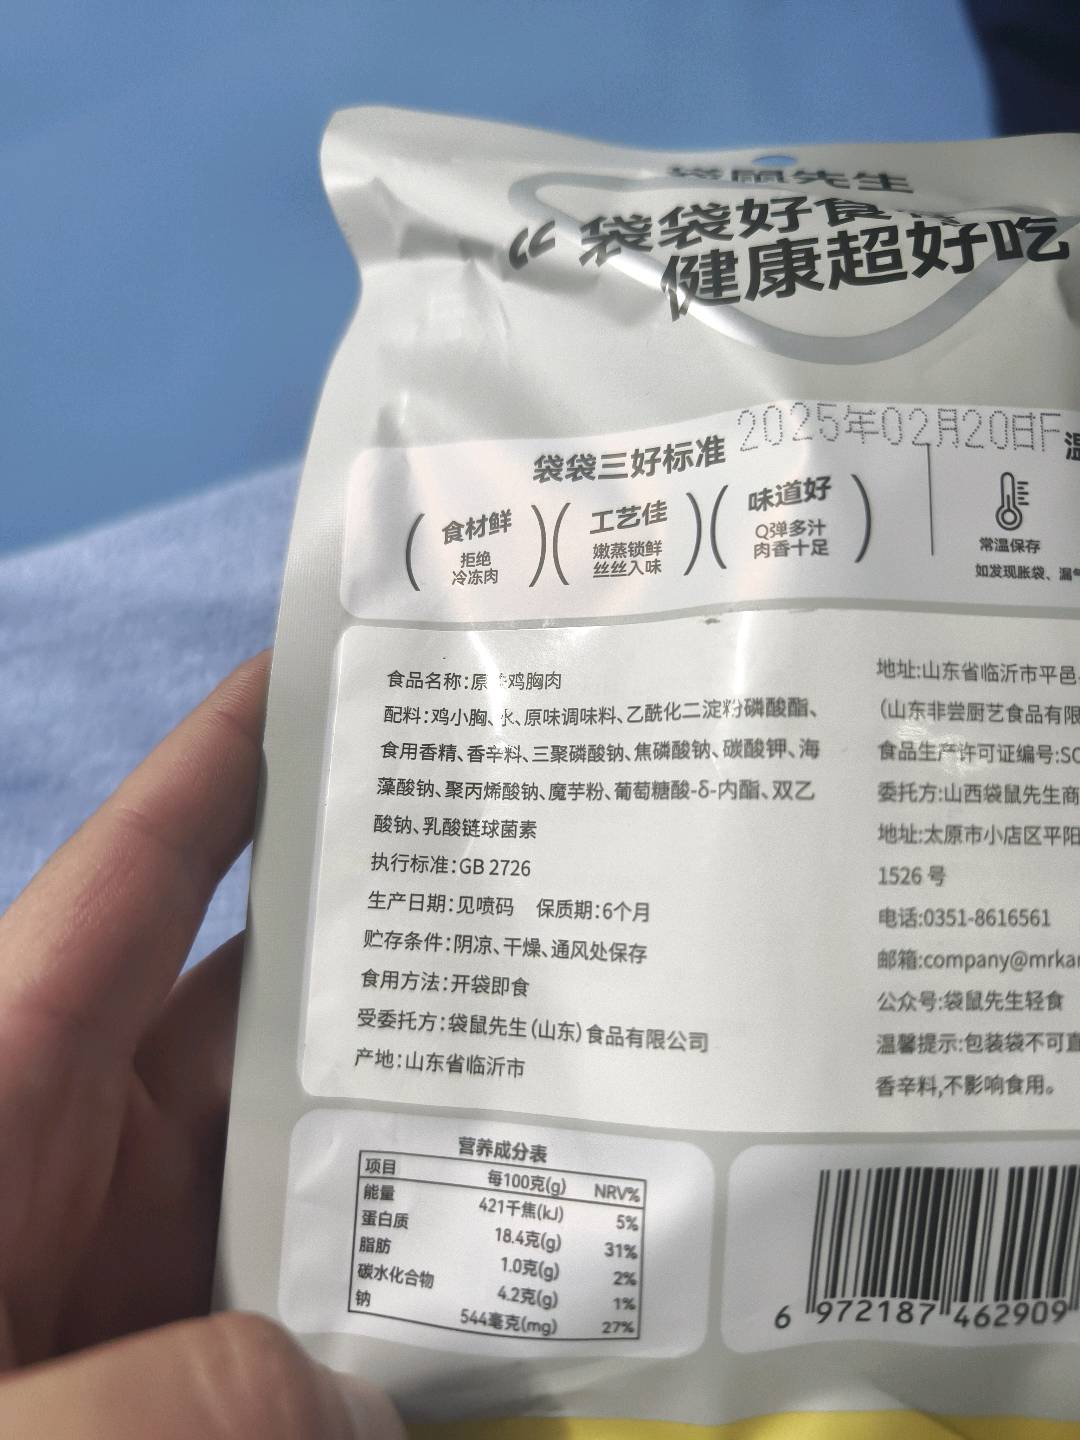 袋鼠先生
“袋袋好食
健康超好吃
2025年02月20日F
袋袋三好标准
食材鲜
拒绝
冷冻肉
工艺佳
嫩蒸锁鲜
丝丝入味
味道好
Q弹多汁
肉香十足
温
常温保存
如发现胀袋、漏气
食品名称:原味鸡胸肉
配料:鸡小胸、水、原味调味料、乙酰化二淀粉磷酸酯、
食用香精、香辛料、三聚磷酸钠、焦磷酸钠、碳酸钾、海
藻酸钠、聚丙烯酸钠、魔芋粉、葡萄糖酸-δ-内酯、双乙
酸钠、乳酸链球菌素
执行标准:GB 2726
生产日期:见喷码 保质期:6个月
贮存条件:阴凉、干燥、通风处保存
食用方法:开袋即食
受委托方:袋鼠先生(山东)食品有限公司
产地:山东省临沂市
地址:山东省临沂市平邑
(山东非尝厨艺食品有限
食品生产许可证编号:SC
委托方:山西袋鼠先生商
地址:太原市小店区平阳
1526 号
电话:0351-8616561
邮箱:company@mrkan
公众号:袋鼠先生轻食
温馨提示:包装袋不可直
香辛料,不影响食用。
营养成分表
项目 每100克(g) NRV%
能量 421千焦(kJ) 5%
蛋白质 18.4克(g) 31%
脂肪 1.0克(g) 2%
碳水化合物 4.2克(g) 1%
钠 544毫克(mg) 27%
6 972187 462909